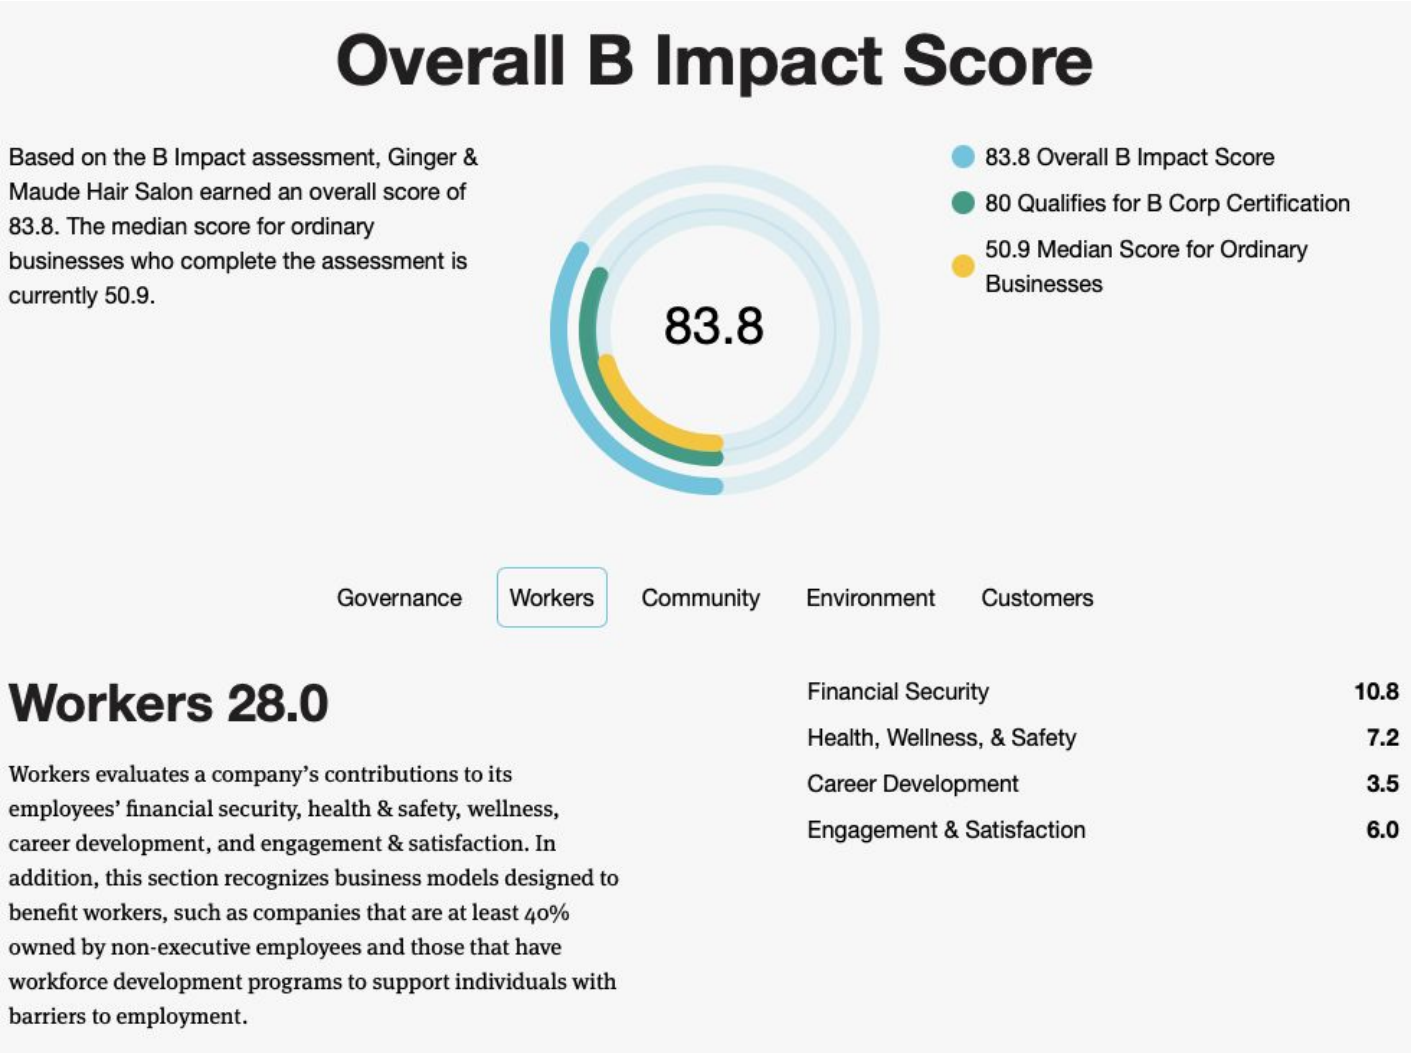 Overall B Impact Score
Based on the B Impact assessment, Ginger &
Maude Hair Salon earned an overall score of
83.8. The median score for ordinary
businesses who complete the assessment is
currently 50.9.
83.8
83.8 Overall B Impact Score
80 Qualifies for B Corp Certification
50.9 Median Score for Ordinary
Businesses
Governance Workers Community Environment Customers
Workers 28.0
Workers evaluates a company’s contributions to its
employees’ financial security, health & safety, wellness,
career development, and engagement & satisfaction. In
addition, this section recognizes business models designed to
benefit workers, such as companies that are at least 40%
owned by non-executive employees and those that have
workforce development programs to support individuals with
barriers to employment.
Financial Security 10.8
Health, Wellness, & Safety 7.2
Career Development 3.5
Engagement & Satisfaction 6.0